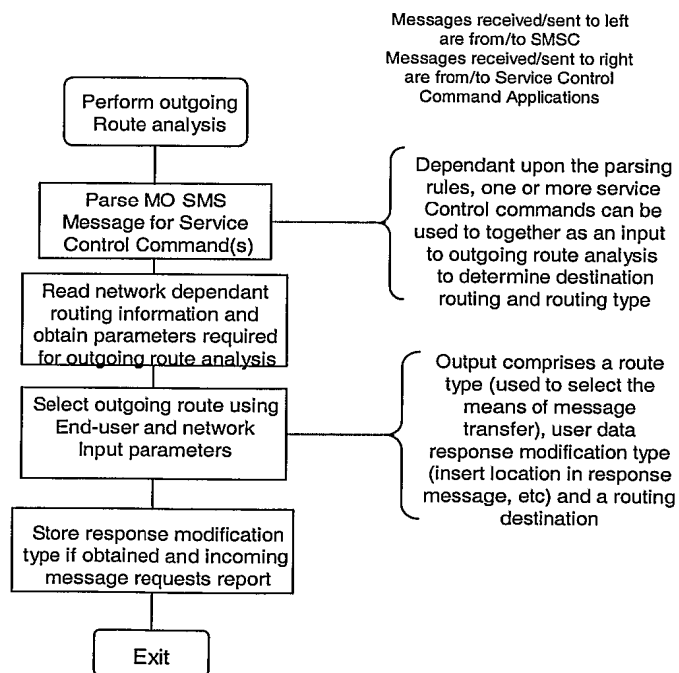 Messages received/sent to left
are from/to SMSC
Messages received/sent to right
are from/to Service Control
Command Applications
Perform outgoing
Route analysis
Parse MO SMS
Message for Service
Control Command(s)
Dependant upon the parsing
rules, one or more service
Control commands can be
used to together as an input
to outgoing route analysis
to determine destination
routing and routing type
Read network dependant
routing information and
obtain parameters required
for outgoing route analysis
Select outgoing route using
End-user and network
Input parameters
Output comprises a route
type (used to select the
means of message
transfer), user data
response modification type
(insert location in response
message, etc) and a routing
destination
Store response modification
type if obtained and incoming
message requests report
Exit